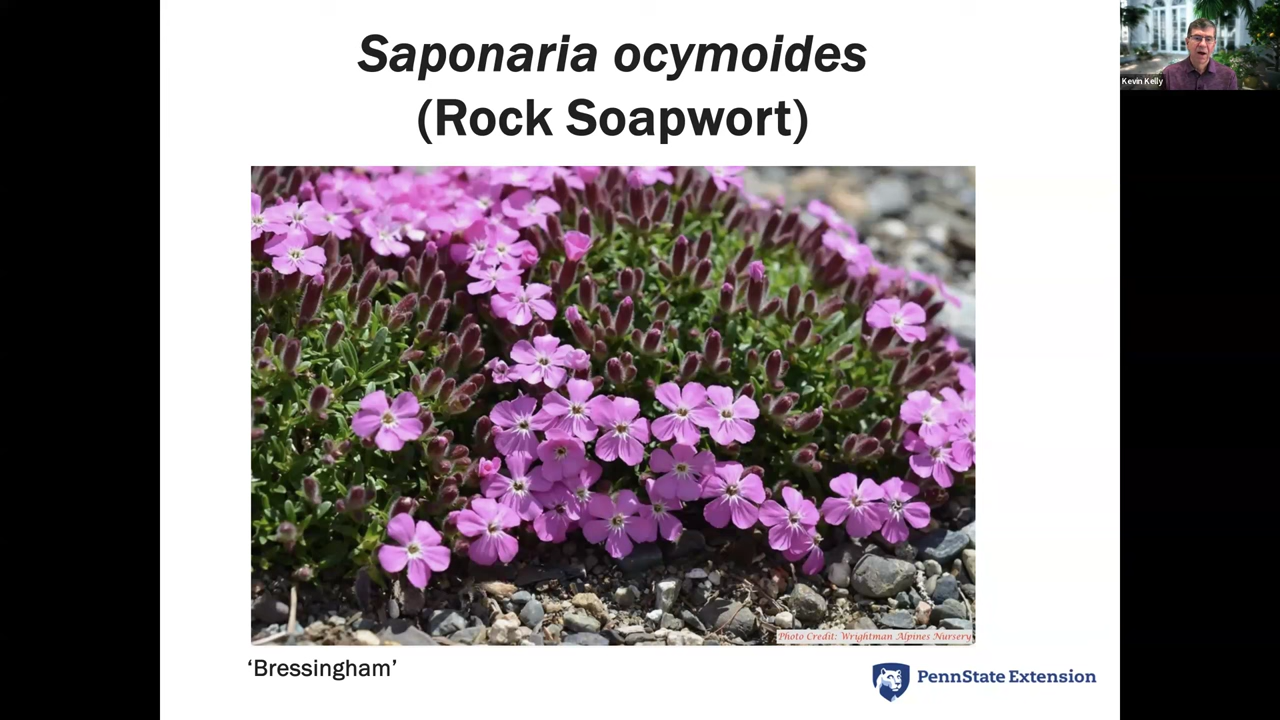 Saponaria ocymoides
(Rock Soapwort)
Kevin Kelly
Photo Credit: Wrightman Alpines Nursery
‘Bressingham’
PennState Extension